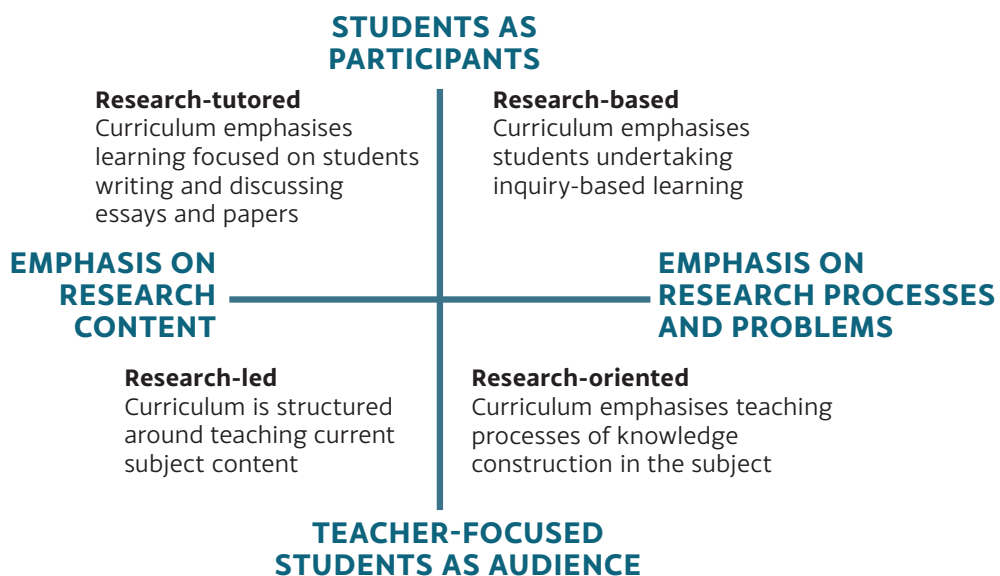 STUDENTS AS
PARTICIPANTS
Research-tutored
Curriculum emphasises
learning focused on students
writing and discussing
essays and papers
Research-based
Curriculum emphasises
students undertaking
inquiry-based learning
EMPHASIS ON
RESEARCH
CONTENT
EMPHASIS ON
RESEARCH PROCESSES
AND PROBLEMS
Research-led
Curriculum is structured
around teaching current
subject content
Research-oriented
Curriculum emphasises teaching
processes of knowledge
construction in the subject
TEACHER-FOCUSED
STUDENTS AS AUDIENCE